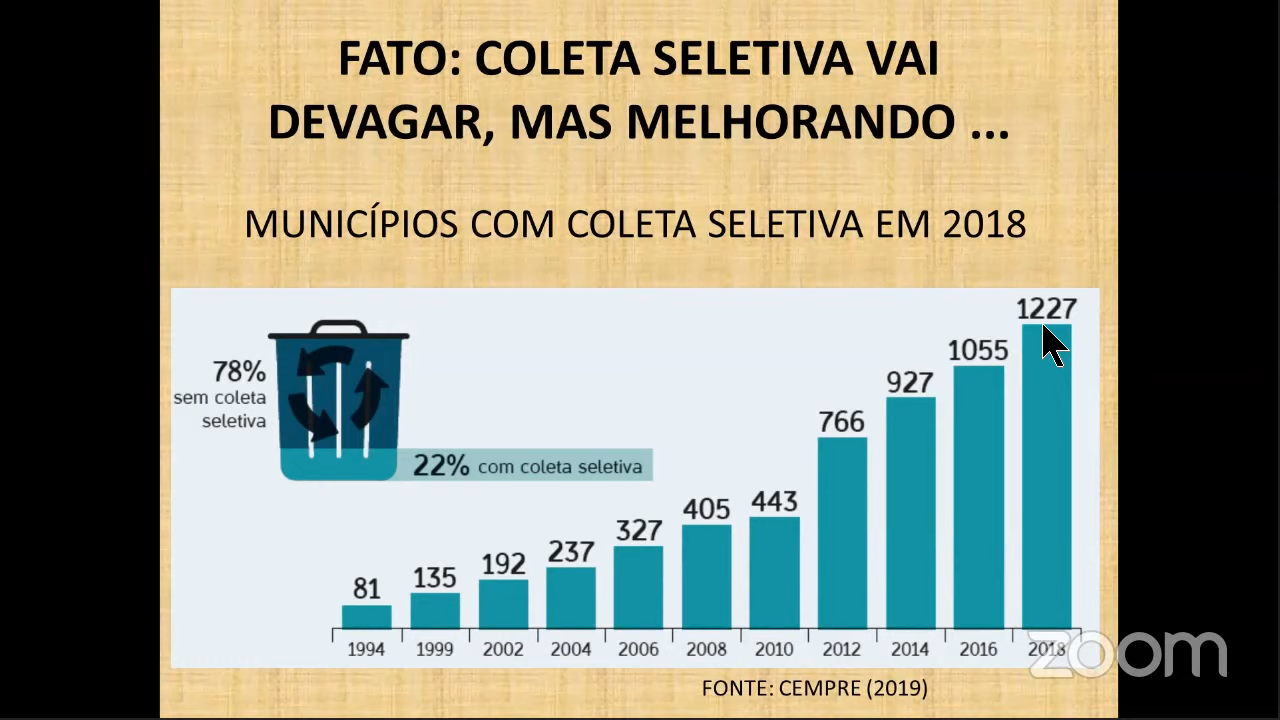 FATO: COLETA SELETIVA VAI
DEVAGAR, MAS MELHORANDO ...
MUNICÍPIOS COM COLETA SELETIVA EM 2018
78%
sem coleta
seletiva
22% com coleta seletiva
81
135
192
237
327
405
443
766
927
1055
1227
1994 1999 2002 2004 2006 2008 2010 2012 2014 2016 2018
zoom
FONTE: CEMPRE (2019)